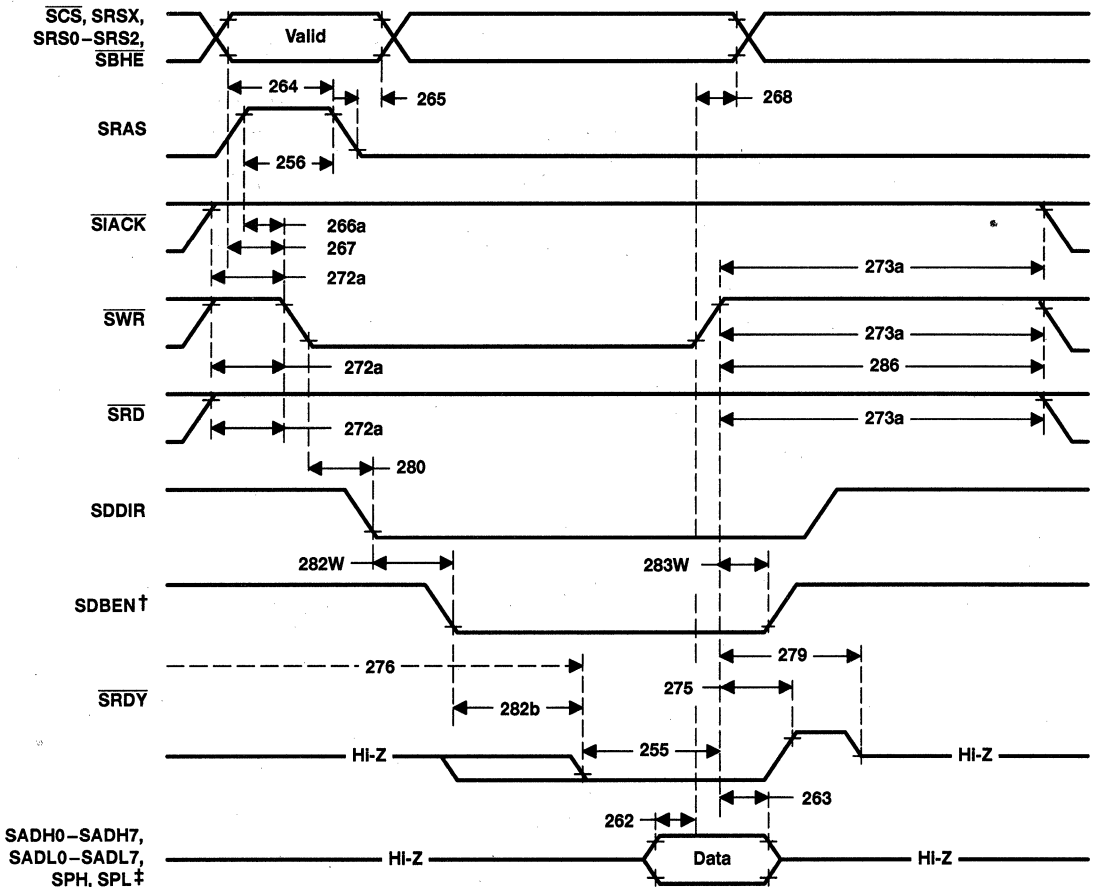 SCS, SRSX,
SRS0–SRS2,
SBHE
Valid
264
265
268
SRAS
256
SIACK
266a
267
272a
273a
SWR
273a
272a
286
SRD
272a
273a
280
SDDIR
282W
283W
SDBEN†
276
279
SRDY
275
282b
Hi-Z
255
Hi-Z
263
262
SADH0–SADH7,
SADL0–SADL7,
SPH, SPL‡
Hi-Z
Data
Hi-Z